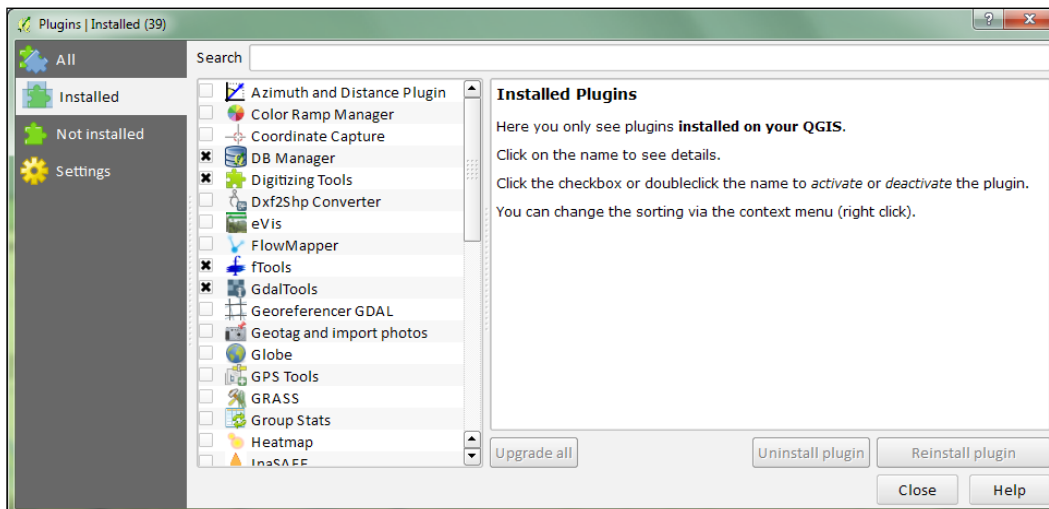 Plugins | Installed (39)
All
Installed
Not installed
Settings
Search
Azimuth and Distance Plugin
Color Ramp Manager
Coordinate Capture
DB Manager
Digitizing Tools
Dxf2Shp Converter
eVis
FlowMapper
fTools
GdalTools
Georeferencer GDAL
Geotag and import photos
Globe
GPS Tools
GRASS
Group Stats
Heatmap
InaSAFE
Installed Plugins
Here you only see plugins installed on your QGIS.
Click on the name to see details.
Click the checkbox or doubleclick the name to activate or deactivate the plugin.
You can change the sorting via the context menu (right click).
Upgrade all
Uninstall plugin
Reinstall plugin
Close
Help